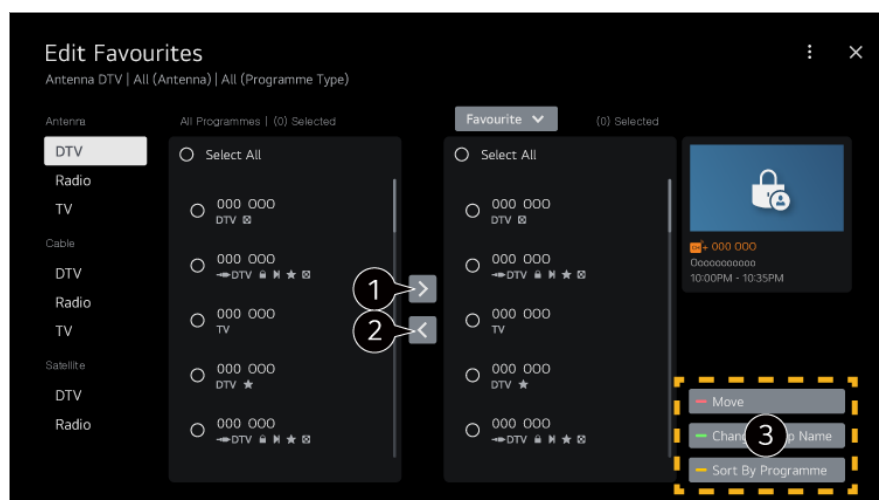 Edit Favourites
Antenna DTV | All (Antenna) | All (Programme Type)
Antenna
DTV
Radio
TV
Cable
DTV
Radio
TV
Satellite
DTV
Radio
All Programmes | (0) Selected
Select All
000 000
DTV
000 000
DTV
000 000
TV
000 000
DTV ★
000 000
DTV ★
1
>
2
<
Favourite
(0) Selected
Select All
000 000
DTV
000 000
DTV
000 000
TV
000 000
DTV ★
000 000
DTV ★
+ 000 000
Ooooooooooo
10:00PM - 10:35PM
Move
3
Name
Sort By Programme